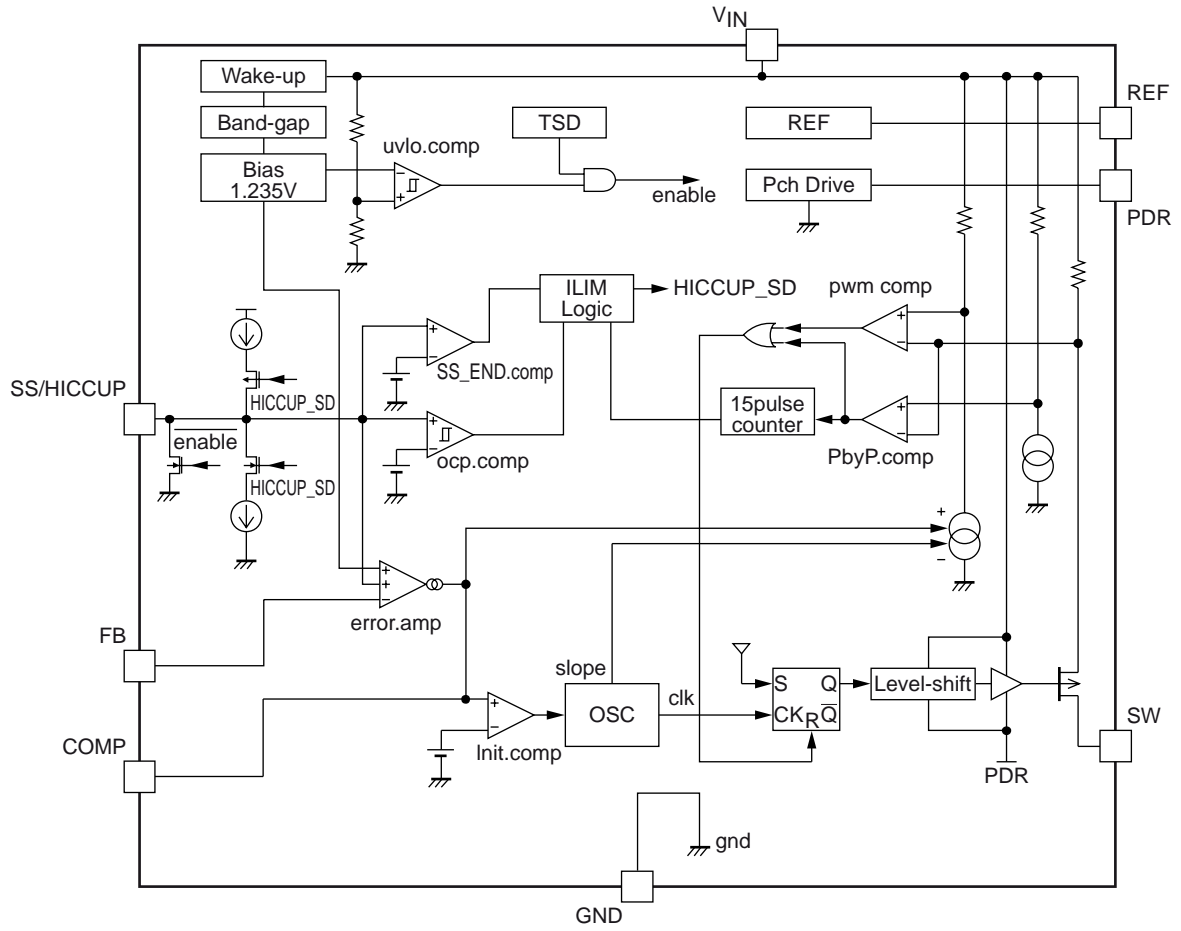 VIN
Wake-up
REF
Band-gap
TSD
REF
uvlo.comp
Bias
1.235V
Pch Drive
enable
PDR
ILIM
Logic
HICCUP_SD
pwm comp
SS_END.comp
SS/HICCUP
HICCUP_SD
15pulse
counter
enable
ocp.comp
PbyP.comp
HICCUP_SD
error.amp
FB
slope
S Q
CK R Q
Level-shift
OSC
clk
SW
COMP
Init.comp
PDR
gnd
GND
+
−
+
−
+
−
+
−
+
−
+
−
+
−
+
+
−
+
−